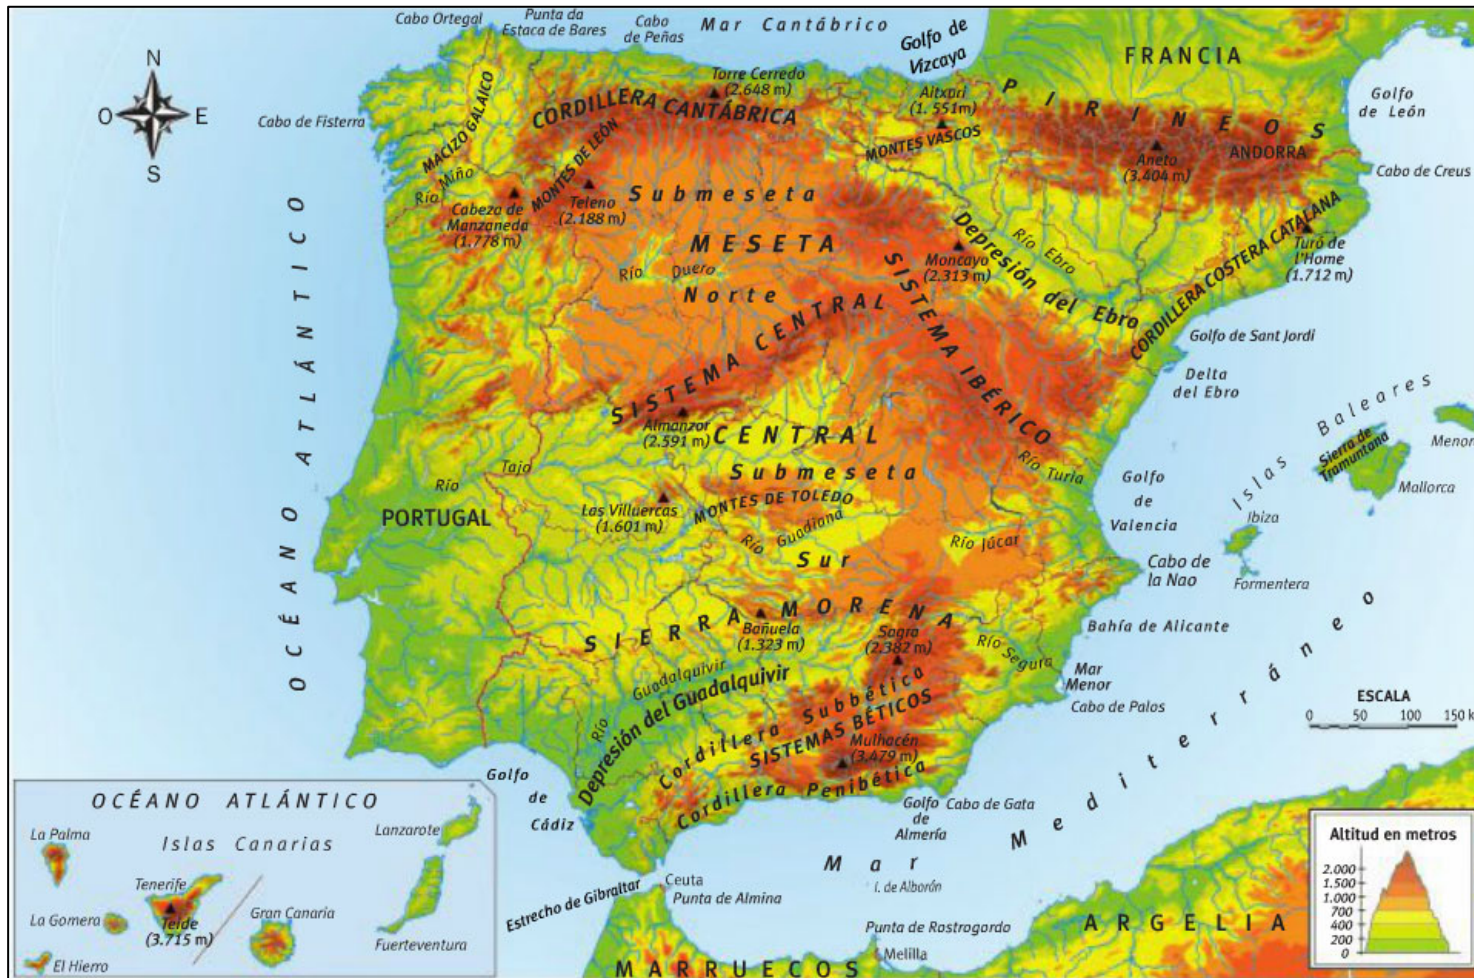 Cabo Ortegal
Punta da
Estaca de Bares
Cabo
de Peñas
Mar Cantábrico
Golfo de
Vizcaya
FRANCIA
Golfo
de León
N
O
E
S
Cabo de Fisterra
MACIZO GALAICO
Torre Cerredo
(2.648 m)
CORDILLERA CANTÁBRICA
Aitxuri
(1. 551m)
MONTES VASCOS
PIRINEOS
Aneto
(3.404 m)
ANDORRA
Cabo de Creus
Río Miño
MONTES DE LEÓN
Cabeza de
Manzaneda
(1.778 m)
Teleno
(2.188 m)
Submeseta
MESETA
Norte
Río Duero
Moncayo
(2.313 m)
Depresión del Ebro
Río Ebro
CORDILLERA COSTERA CATALANA
Turó de
l'Home
(1.712 m)
OCÉANO ATLÁNTICO
SISTEMA CENTRAL
SISTEMA IBÉRICO
Golfo de Sant Jordi
Delta
del Ebro
Almanzor
(2.591 m)
CENTRAL
Submeseta
Río Tajo
PORTUGAL
Las Villuercas
(1.601 m)
MONTES DE TOLEDO
Río Guadiana
Sur
Río Turia
Río Júcar
Golfo
de
Valencia
Islas Baleares
Sierra de
Tramuntana
Menor
Mallorca
Ibiza
Formentera
Cabo de
la Nao
SIERRA MORENA
Bañuela
(1.323 m)
Sagra
(2.382 m)
Río Segura
Bahía de Alicante
Mar
Menor
Cabo de Palos
Río Guadalquivir
Depresión del Guadalquivir
Cordillera Subbética
SISTEMAS BÉTICOS
Mulhacén
(3.479 m)
Cordillera Penibética
Golfo
de
Cádiz
Golfo
de
Almería
Cabo de Gata
Mar Mediterráneo
ESCALA
0 50 100 150 k
Estrecho de Gibraltar
Ceuta
Punta de Almina
I. de Alborán
Punta de Rostrogordo
Melilla
MARRUECOS
ARGELIA
OCÉANO ATLÁNTICO
Islas Canarias
La Palma
Tenerife
Teide
(3.715 m)
La Gomera
El Hierro
Gran Canaria
Lanzarote
Fuerteventura
Altitud en metros
2.000
1.500
1.000
700
400
200
0